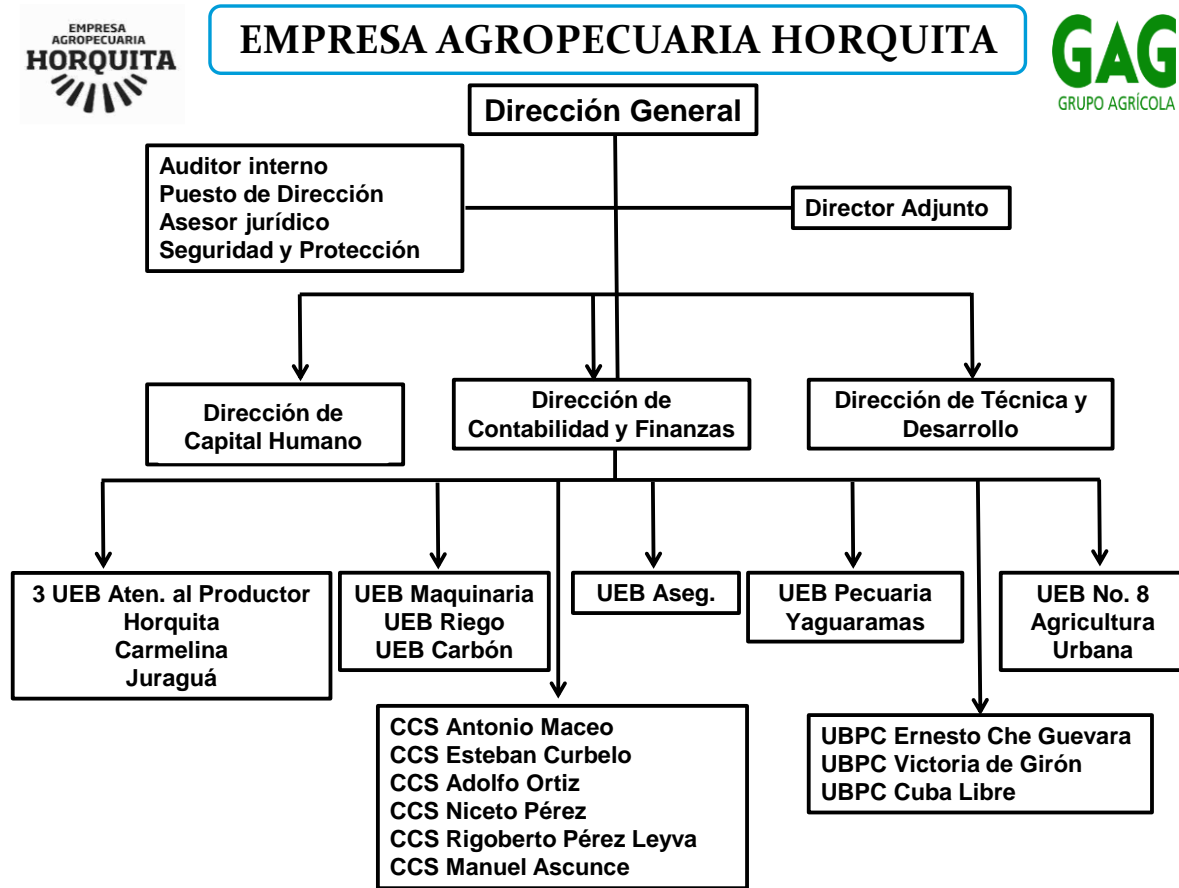 EMPRESA
AGROPECUARIA
HORQUITA
EMPRESA AGROPECUARIA HORQUITA
GAG
GRUPO AGRÍCOLA
Dirección General
Auditor interno
Puesto de Dirección
Asesor jurídico
Seguridad y Protección
Director Adjunto
Dirección de
Capital Humano
Dirección de
Contabilidad y Finanzas
Dirección de Técnica y
Desarrollo
3 UEB Aten. al Productor
Horquita
Carmelina
Juraguá
UEB Maquinaria
UEB Riego
UEB Carbón
UEB Aseg.
UEB Pecuaria
Yaguaramas
UEB No. 8
Agricultura
Urbana
CCS Antonio Maceo
CCS Esteban Curbelo
CCS Adolfo Ortiz
CCS Niceto Pérez
CCS Rigoberto Pérez Leyva
CCS Manuel Ascunce
UBPC Ernesto Che Guevara
UBPC Victoria de Girón
UBPC Cuba Libre